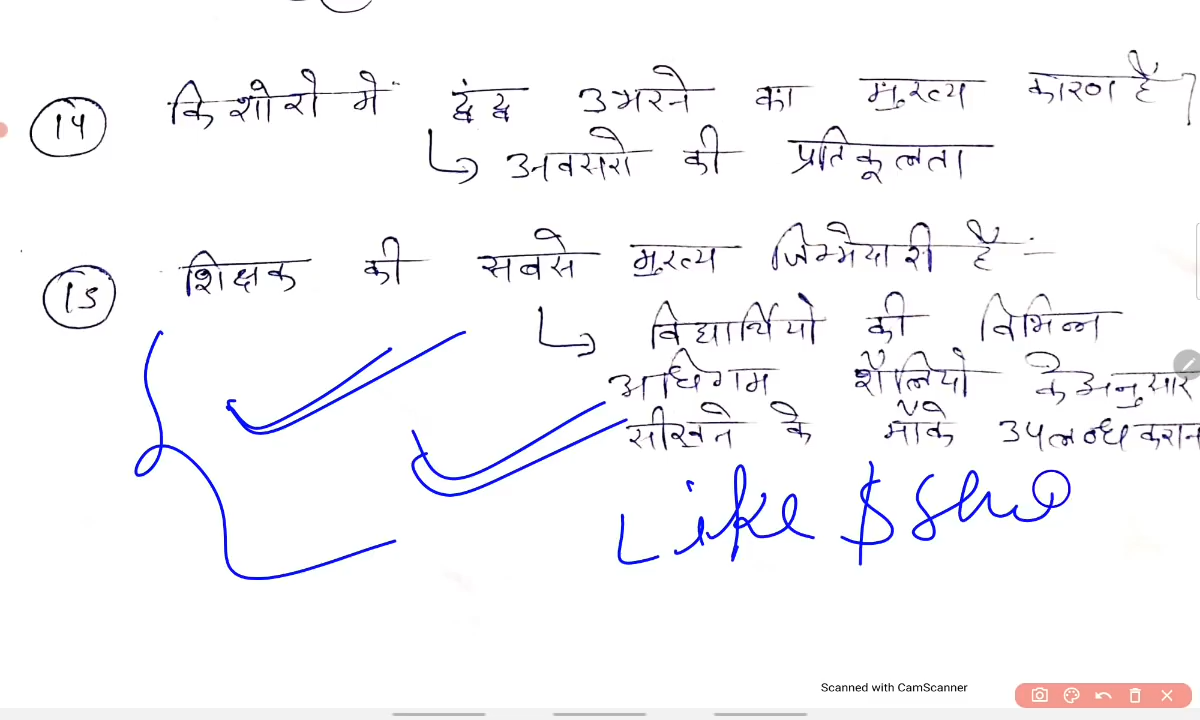 14 किशोरो मे द्वंद्व उभरने का मुख्य कारण है?
↳ अवसरो की प्रतिकूलता
15 शिक्षक की सबसे मुख्य जिम्मेदारी है :-
↳ विद्यार्थियो की विभिन्न
अधिगम शैलियो के अनुसार
सीखने के मौके उपलब्ध करान
Like $
Scanned with CamScanner